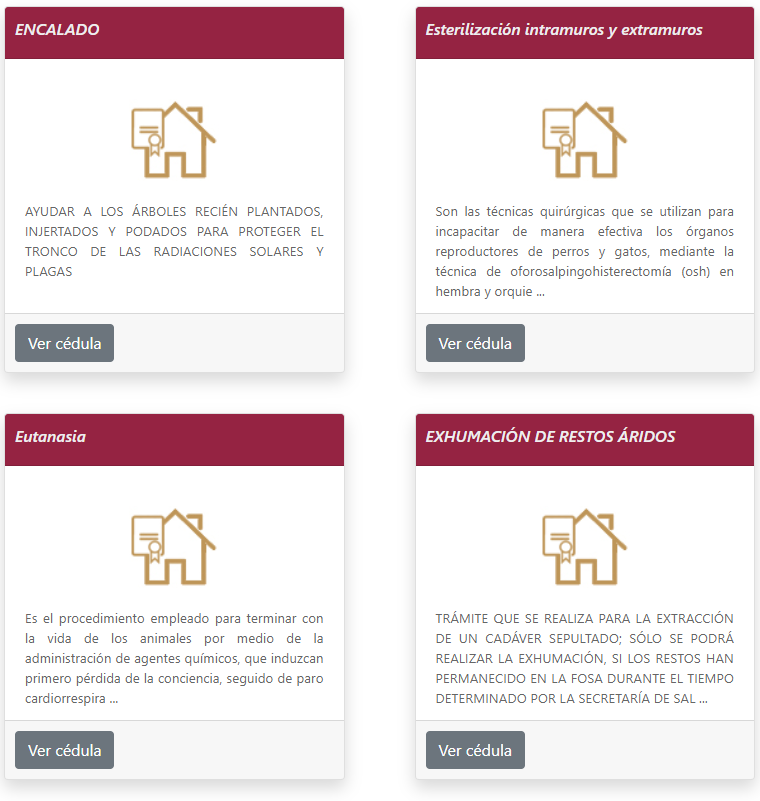 ENCALADO
AYUDAR A LOS ÁRBOLES RECIÉN PLANTADOS,
INJERTADOS Y PODADOS PARA PROTEGER EL
TRONCO DE LAS RADIACIONES SOLARES Y
PLAGAS
Ver cédula
Esterilización intramuros y extramuros
Son las técnicas quirúrgicas que se utilizan para
incapacitar de manera efectiva los órganos
reproductores de perros y gatos, mediante la
técnica de oforosalpingohisterectomía (osh) en
hembra y orquie ...
Ver cédula
Eutanasia
Es el procedimiento empleado para terminar con
la vida de los animales por medio de la
administración de agentes químicos, que induzcan
primero pérdida de la conciencia, seguido de paro
cardiorrespira ...
Ver cédula
EXHUMACIÓN DE RESTOS ÁRIDOS
TRÁMITE QUE SE REALIZA PARA LA EXTRACCIÓN
DE UN CADÁVER SEPULTADO; SÓLO SE PODRÁ
REALIZAR LA EXHUMACIÓN, SI LOS RESTOS HAN
PERMANECIDO EN LA FOSA DURANTE EL TIEMPO
DETERMINADO POR LA SECRETARÍA DE SAL ...
Ver cédula